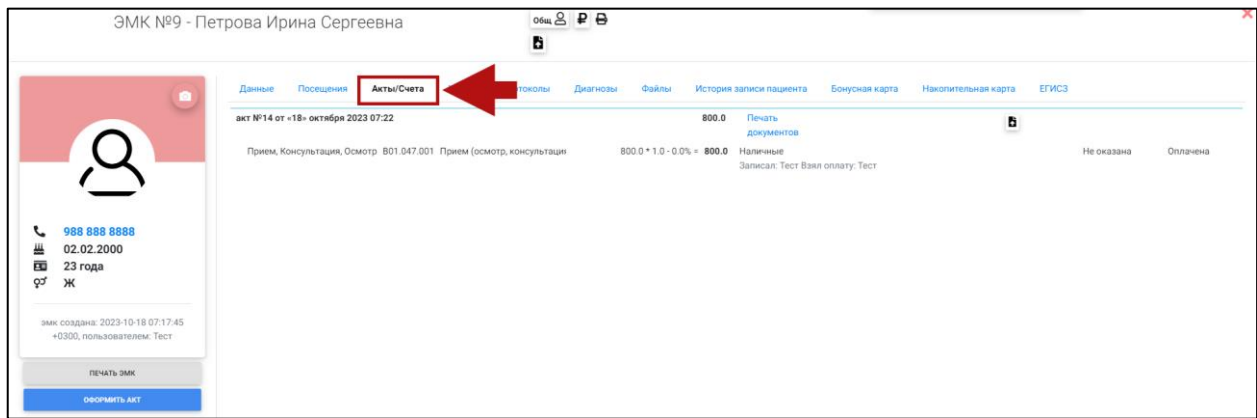 ЭМК №9 - Петрова Ирина Сергеевна
Общ
Данные Посещения Акты/Счета Диагнозы Файлы История записи пациента Бонусная карта Накопительная карта ЕГИСЗ
акт №14 от «18» октября 2023 07:22 800.0 Печать
документов
Прием, Консультация, Осмотр B01.047.001 Прием (осмотр, консультация 800.0 * 1.0 - 0.0% = 800.0 Наличные Не оказана Оплачена
Записал: Тест Взял оплату: Тест
988 888 8888
02.02.2000
23 года
Ж
эмк создана: 2023-10-18 07:17:45
+0300, пользователем: Тест
ПЕЧАТЬ ЭМК
ОФОРМИТЬ АКТ